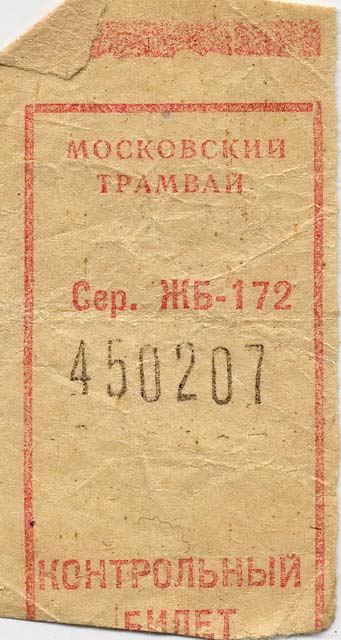 МОСКОВСКИЙ
ТРАМВАЙ
Сер. ЖБ-172
450207
КОНТРОЛЬНЫЙ
БИЛЕТ